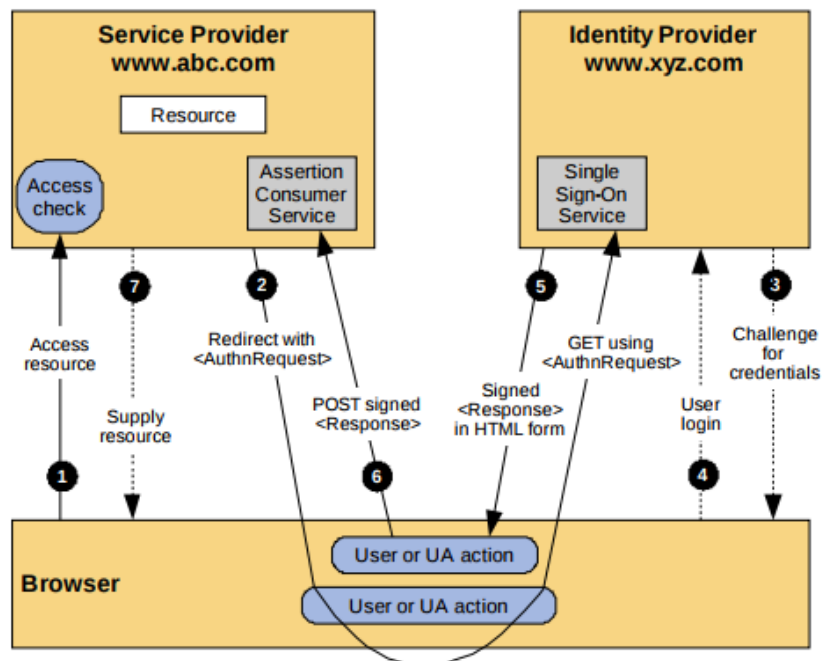 Service Provider
www.abc.com
Identity Provider
www.xyz.com
Resource
Access
check
Assertion
Consumer
Service
Single
Sign-On
Service
7
2
5
3
Access
resource
Redirect with
<AuthnRequest>
GET using
<AuthnRequest>
Challenge
for
credentials
Supply
resource
POST signed
<Response>
Signed
<Response>
in HTML form
User
login
1
6
4
User or UA action
Browser
User or UA action